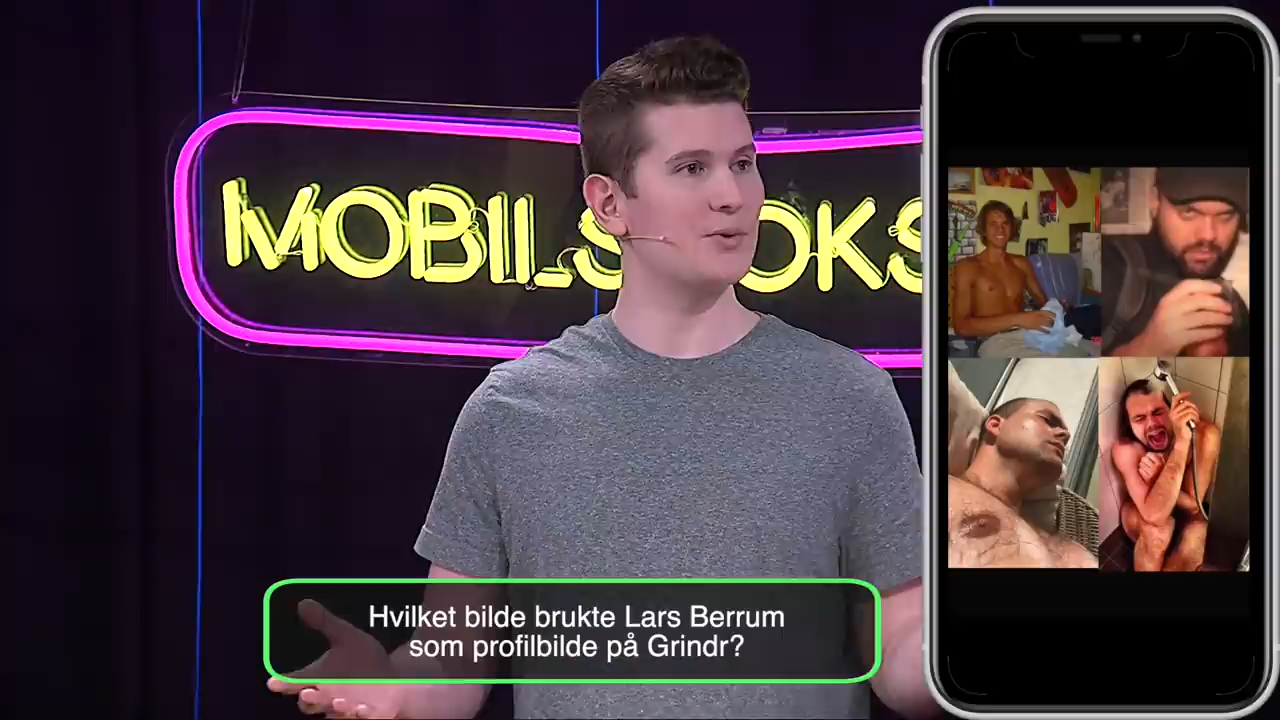 MOBILS OKS
Hvilket bilde brukte Lars Berrum
som profilbilde på Grindr?